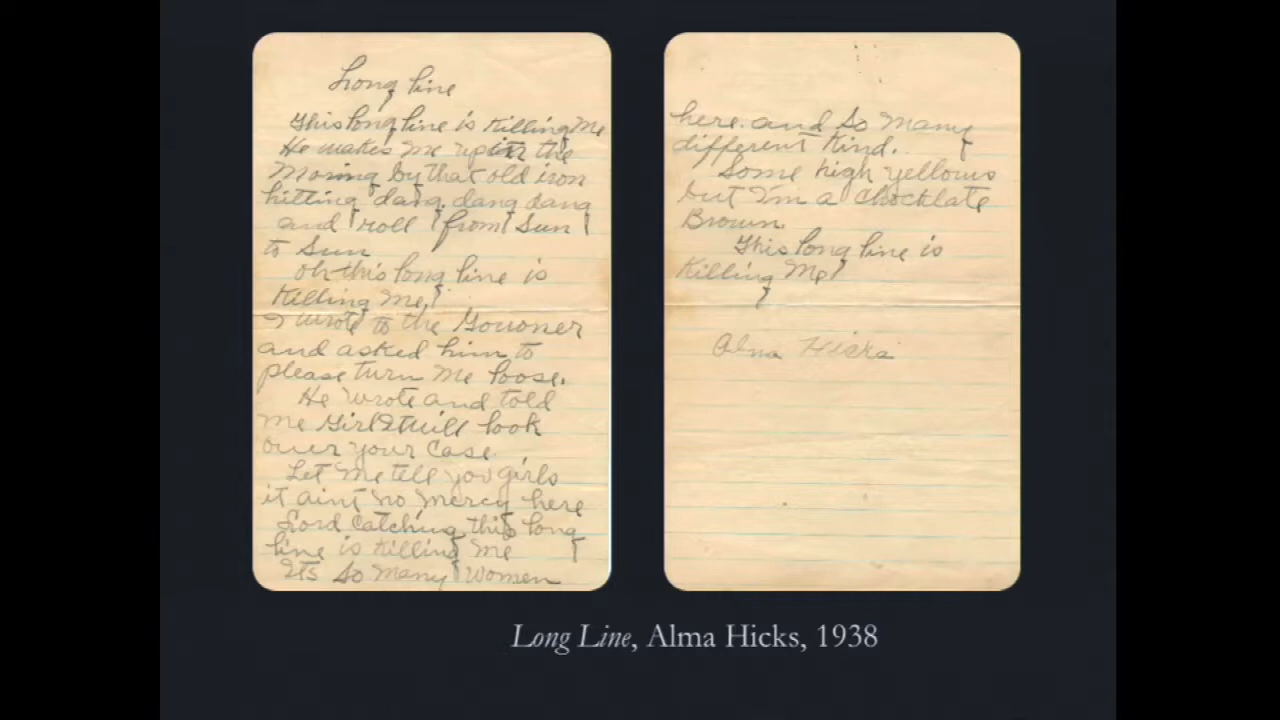 Long line
This long line is Killing Me
He makes Me up in the
Moring by that old iron
hitting dang, dang dang
and roll from Sun
to Sun
oh this long line is
Killing Me,
I wrote to the Gouoner
and asked him to
please turn Me loose.
He wrote and told
me Girl I will look
over your Case.
Let Me tell you girls
it aint no Mercy here
Lord Catching this long
line is Killing Me
Its So Many Women
here. and So Many
different Kind.
Some high yellows
but I'm a Chocklate
Brown.
This long line is
Killing Me
Alma Hicks
Long Line, Alma Hicks, 1938